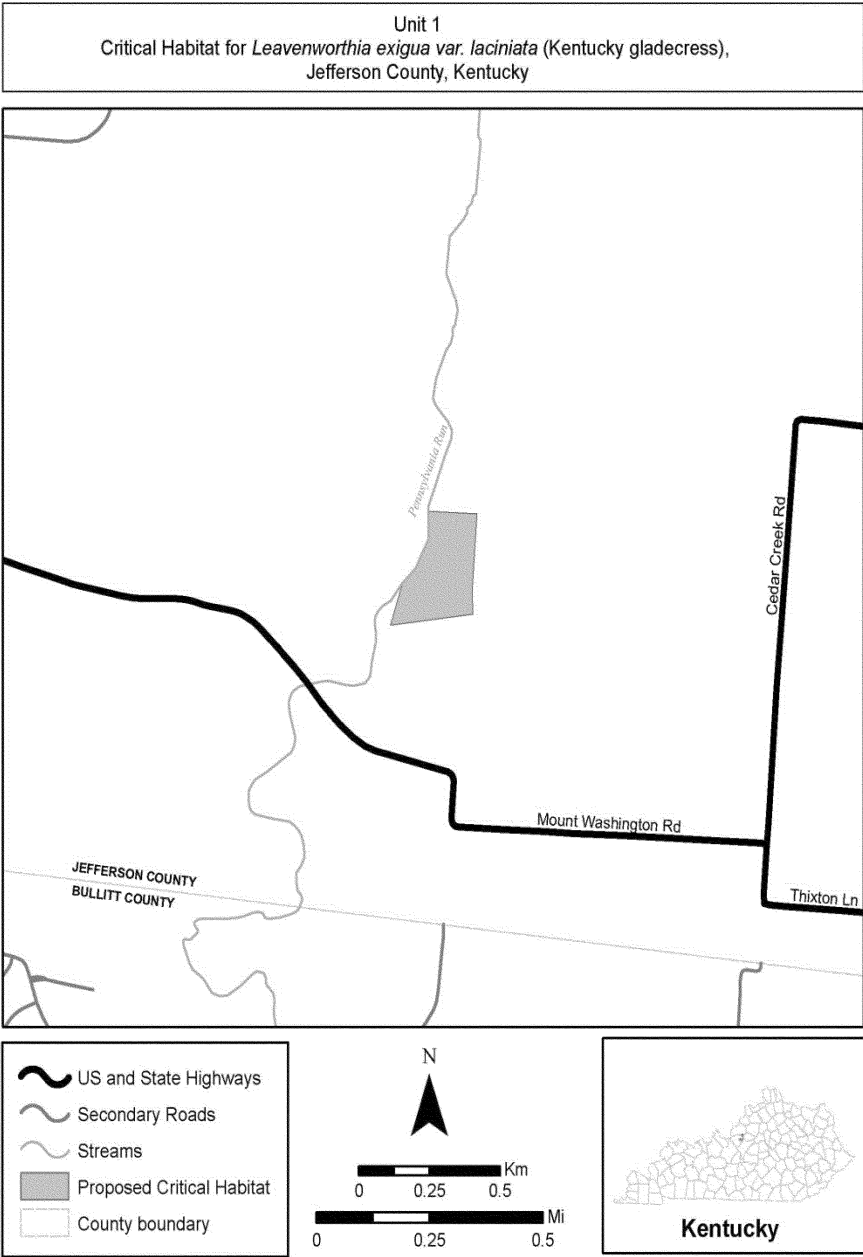 Unit 1
Critical Habitat for Leavenworthia exigua var. laciniata (Kentucky gladecress),
Jefferson County, Kentucky
Pennsylvania Run
Cedar Creek Rd
Mount Washington Rd
Thixton Ln
JEFFERSON COUNTY
BULLITT COUNTY
US and State Highways
Secondary Roads
Streams
Proposed Critical Habitat
County boundary
N
Km
0 0.25 0.5
Mi
0 0.25 0.5
Kentucky